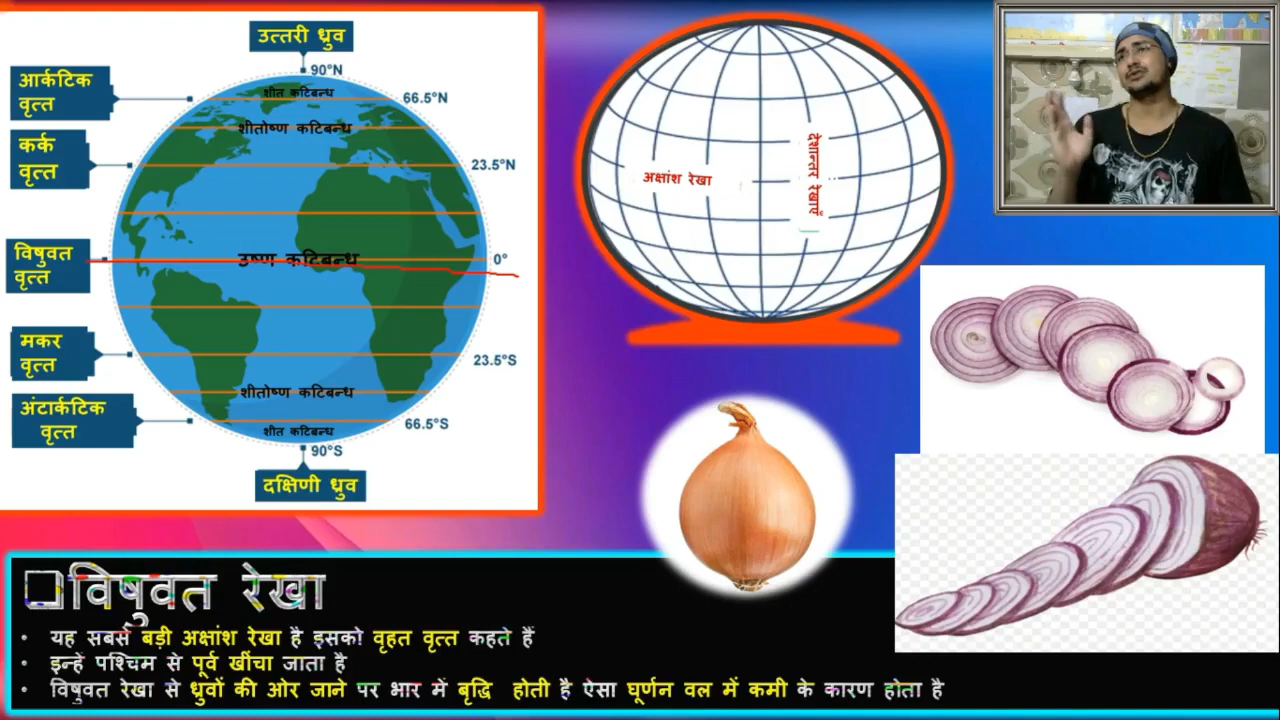 उत्तरी ध्रुव
90°N
आर्कटिक
वृत्त
शीत कटिबन्ध
66.5°N
शीतोष्ण कटिबन्ध
कर्क
वृत्त
23.5°N
विषुवत
वृत्त
उष्ण कटिबन्ध
0°
मकर
वृत्त
23.5°S
शीतोष्ण कटिबन्ध
अंटार्कटिक
वृत्त
66.5°S
शीत कटिबन्ध
90°S
दक्षिणी ध्रुव
अक्षांश रेखा
देशान्तर रेखाएँ
विषुवत रेखा
• यह सबसे बड़ी अक्षांश रेखा है इसको वृहत वृत्त कहते हैं
• इन्हें पश्चिम से पूर्व खींचा जाता है
• विषुवत रेखा से ध्रुवों की ओर जाने पर भार में बृद्धि होती है ऐसा घूर्णन वल में कमी के कारण होता है